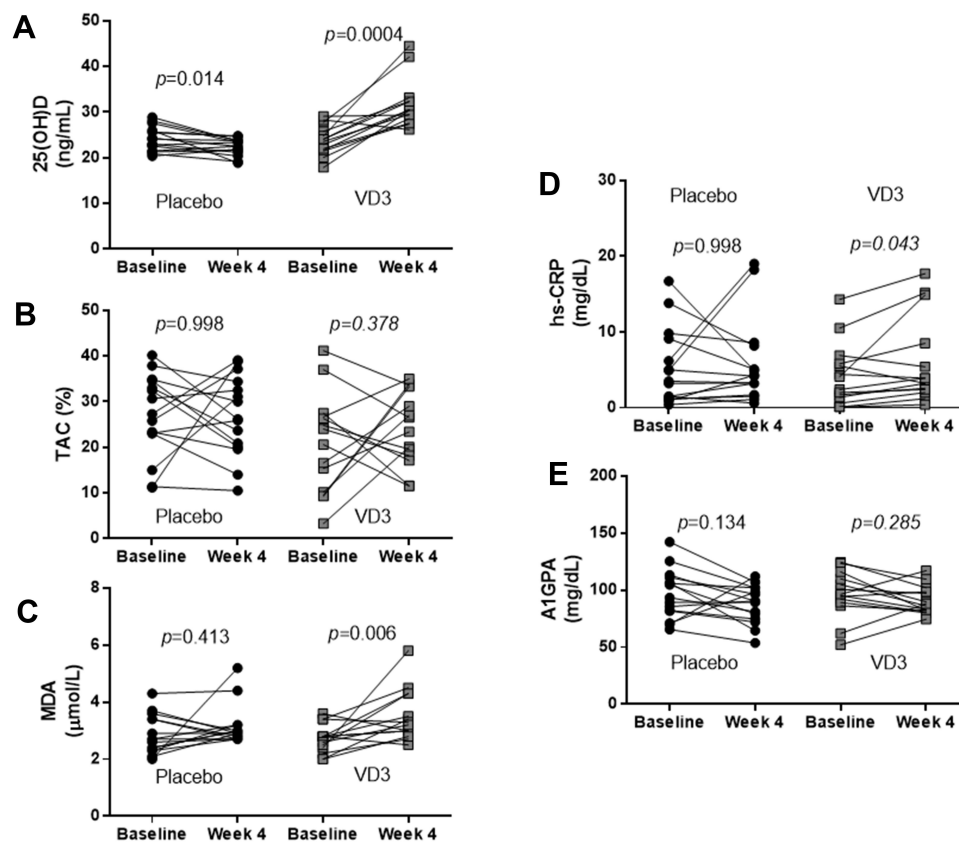 A
25(OH)D
(ng/mL)
50
40
30
20
10
0
p=0.014
p=0.0004
Placebo
VD3
Baseline Week 4 Baseline Week 4
B
TAC (%)
50
40
30
20
10
0
p=0.998
p=0.378
Placebo
VD3
Baseline Week 4 Baseline Week 4
C
MDA
(µmol/L)
8
6
4
2
0
p=0.413
p=0.006
Placebo
VD3
Baseline Week 4 Baseline Week 4
D
hs-CRP
(mg/dL)
30
20
10
0
Placebo
VD3
p=0.998
p=0.043
Baseline Week 4 Baseline Week 4
E
A1GPA
(mg/dL)
200
150
100
50
0
p=0.134
p=0.285
Placebo
VD3
Baseline Week 4 Baseline Week 4